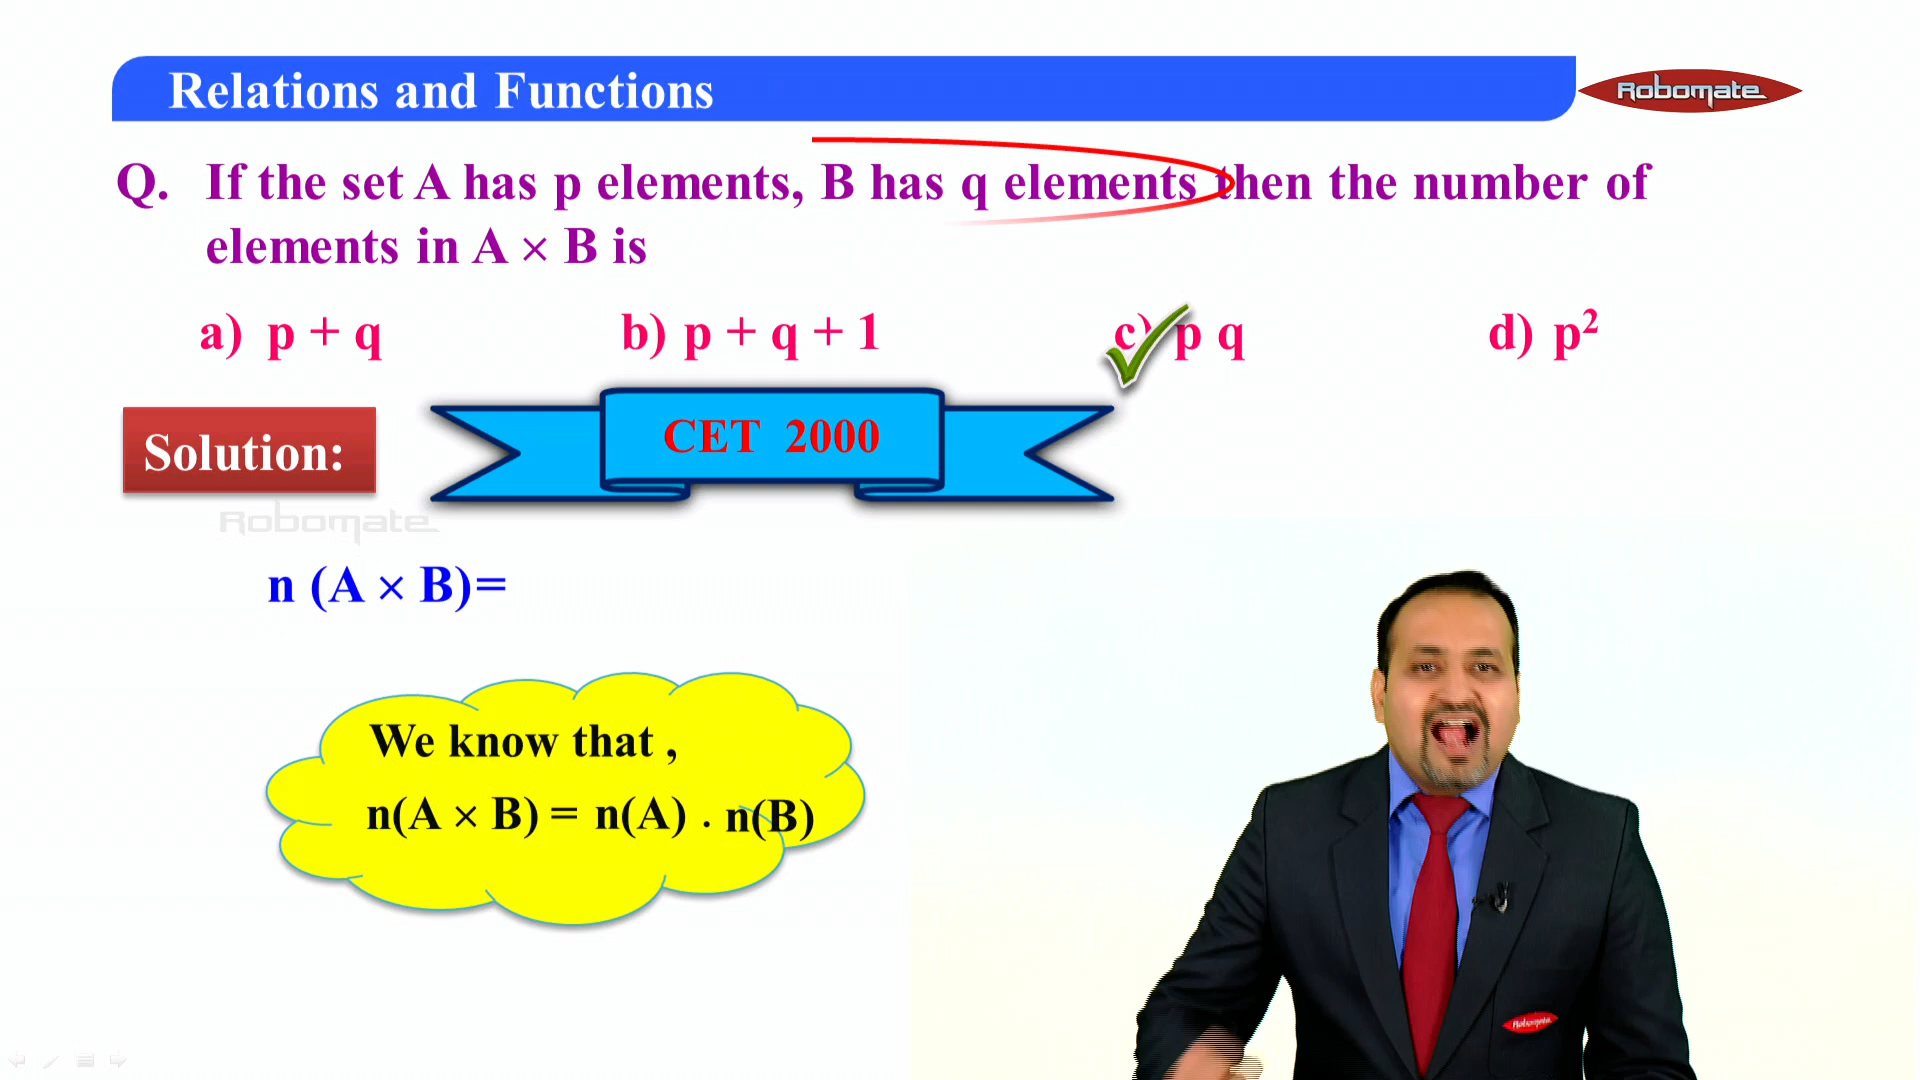 Relations and Functions
Robomate
Q. If the set A has p elements, B has q elements then the number of
elements in A × B is
a) p + q b) p + q + 1 c) p q d) p²
CET 2000
Solution:
Robomate
n (A × B)=
We know that ,
n(A × B) = n(A) . n(B)
Robomate